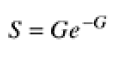 S = Ge^{-G}